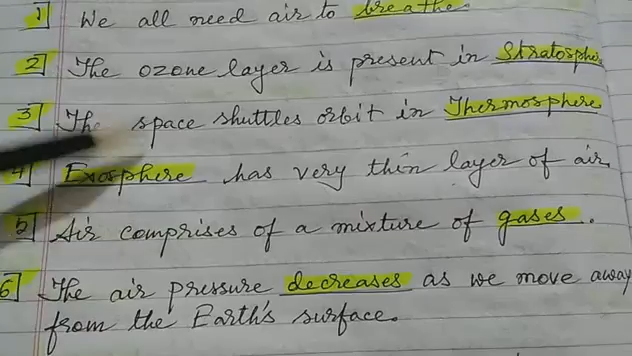 1] We all need air to breathe.
2] The ozone layer is present in Stratosphe
3] The space shuttles orbit in Thermosphere
4] Exosphere has very thin layer of air.
5] Air comprises of a mixture of gases.
6] The air pressure decreases as we move away
from the Earth's surface.